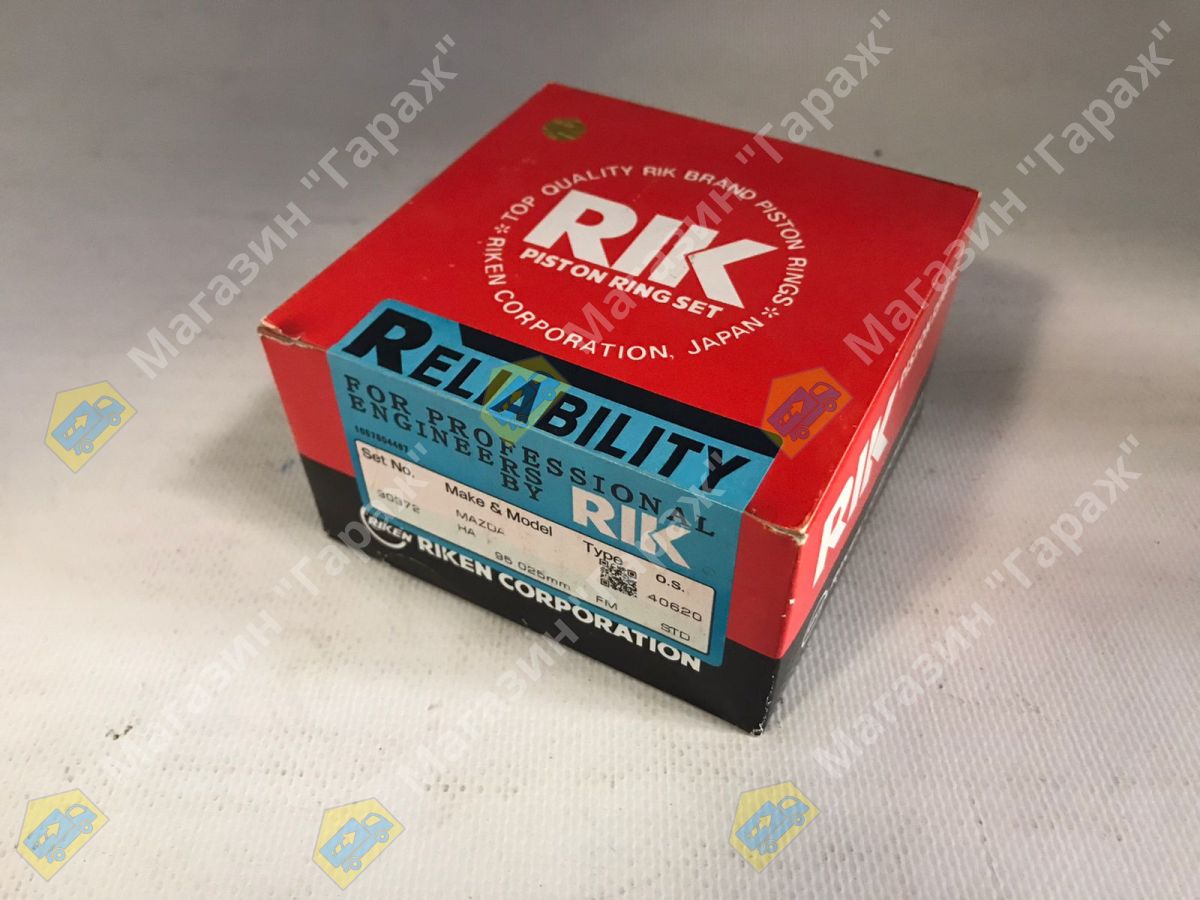 TOP QUALITY RIK BRAND PISTON RINGS
RIK
PISTON RING SET
RIKEN CORPORATION, JAPAN
RELIABILITY
FOR PROFESSIONAL
ENGINEERS
BY RIK
Set No. Make & Model Type O.S.
MAZDA 40620
HA 95.025mm FM STD
RIKEN RIKEN CORPORATION
RIK
Магазин "Гараж"
Магазин "Гараж"
Магазин "Гараж"
Магазин "Гараж"
Магазин "Гараж"
Магазин "Гараж"